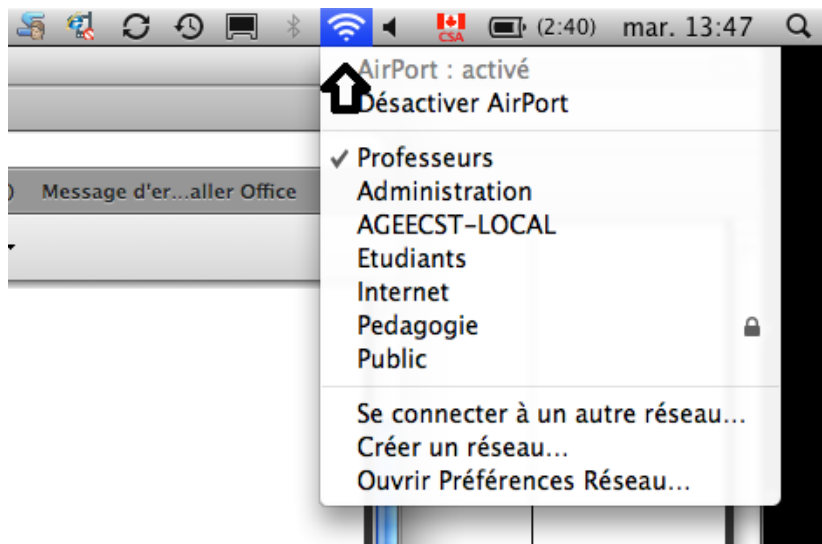 CSA (2:40) mar. 13:47
AirPort : activé
Désactiver AirPort
Professeurs
Administration
) Message d'er...aller Office
AGEECST-LOCAL
Etudiants
Internet
Pedagogie
Public
Se connecter à un autre réseau...
Créer un réseau...
Ouvrir Préférences Réseau...